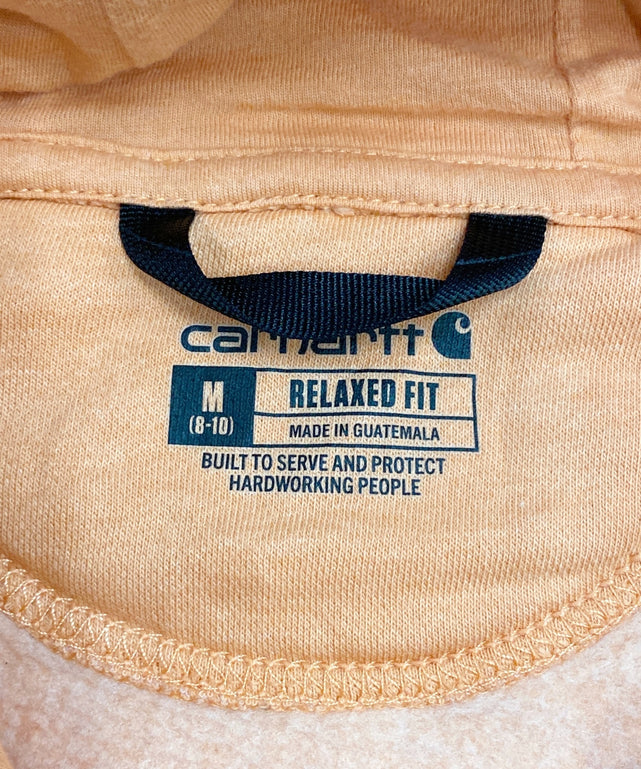 carhartt
M
(8-10)
RELAXED FIT
MADE IN GUATEMALA
BUILT TO SERVE AND PROTECT
HARDWORKING PEOPLE